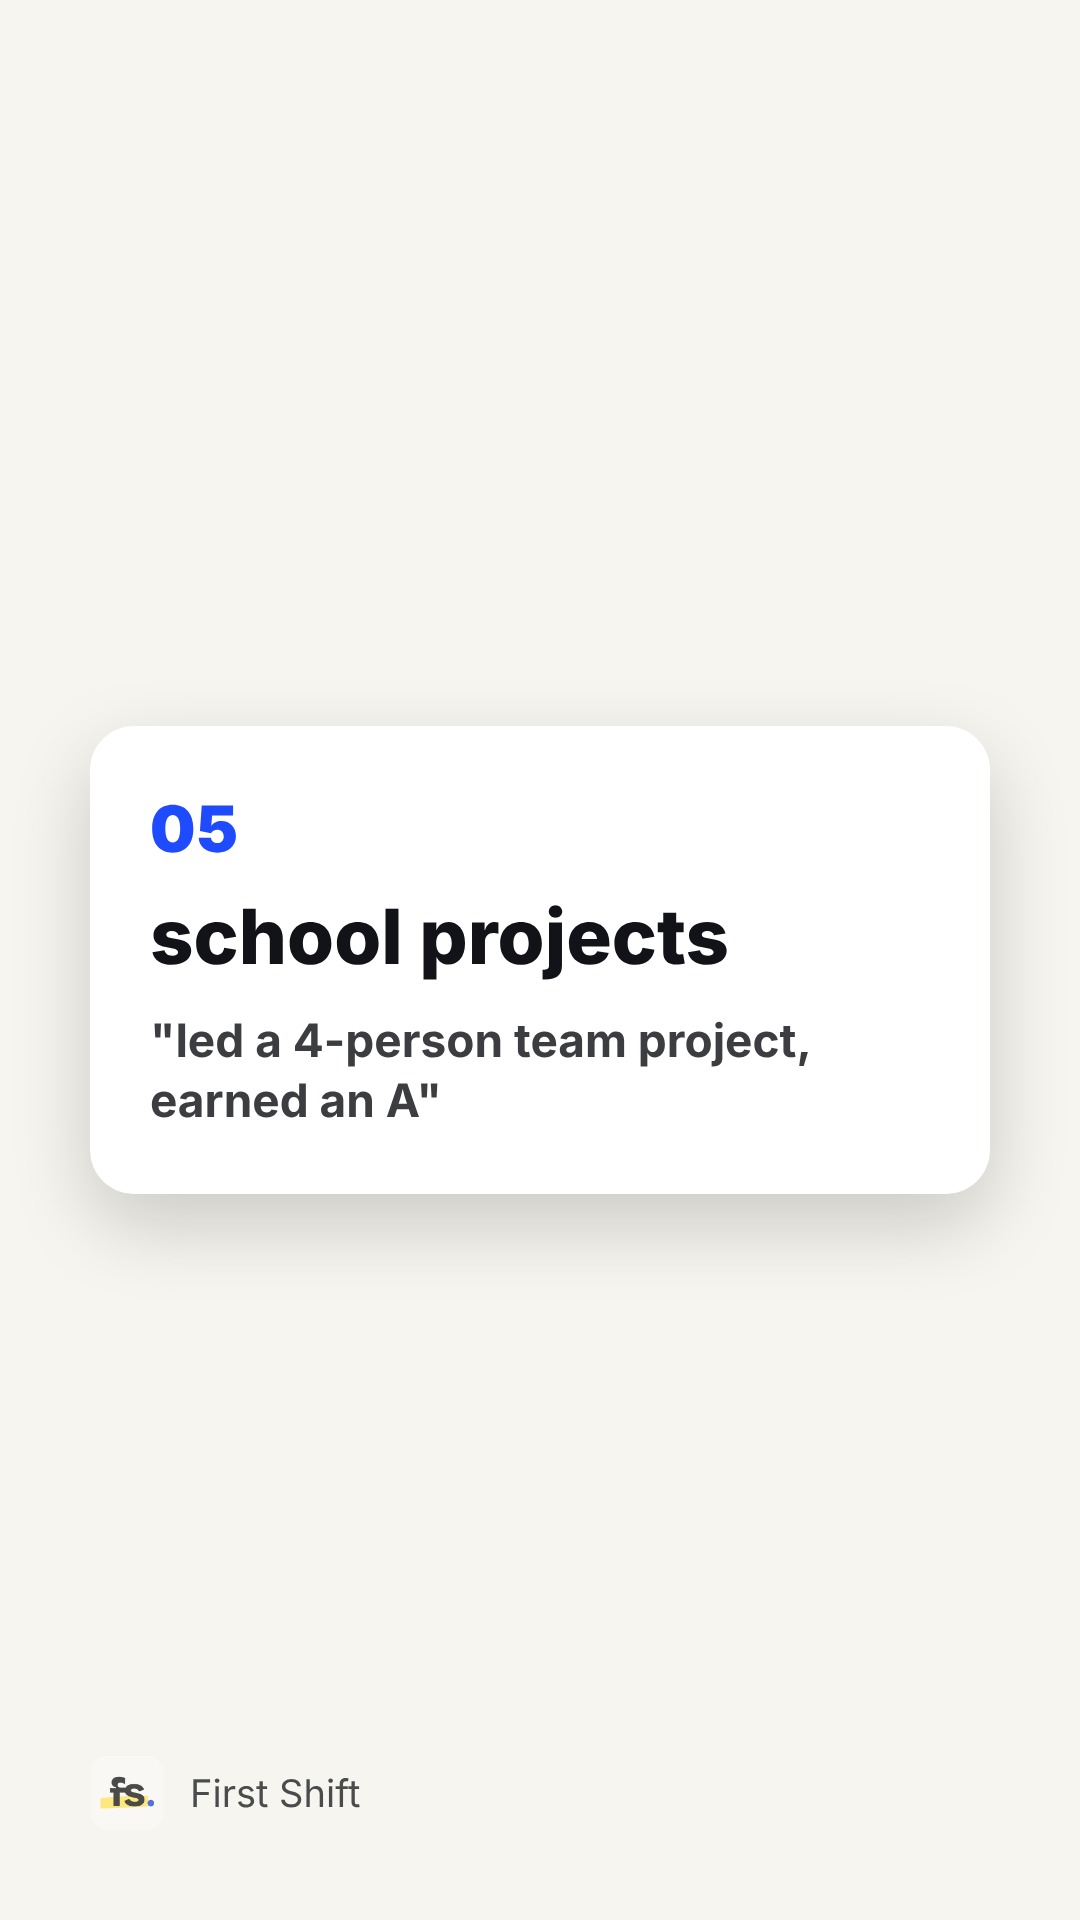 05
school projects
"led a 4-person team project,
earned an A"
fs.
First Shift